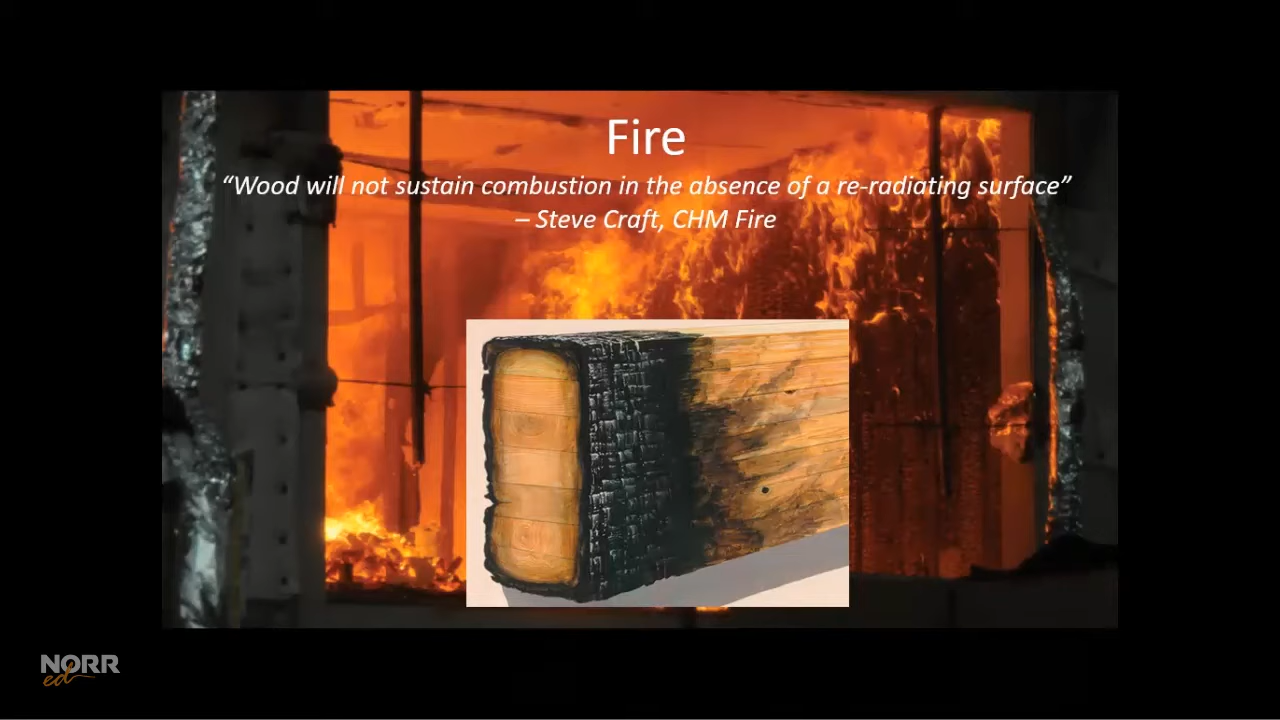 Fire
“Wood will not sustain combustion in the absence of a re-radiating surface”
– Steve Craft, CHM Fire
NORR
ed